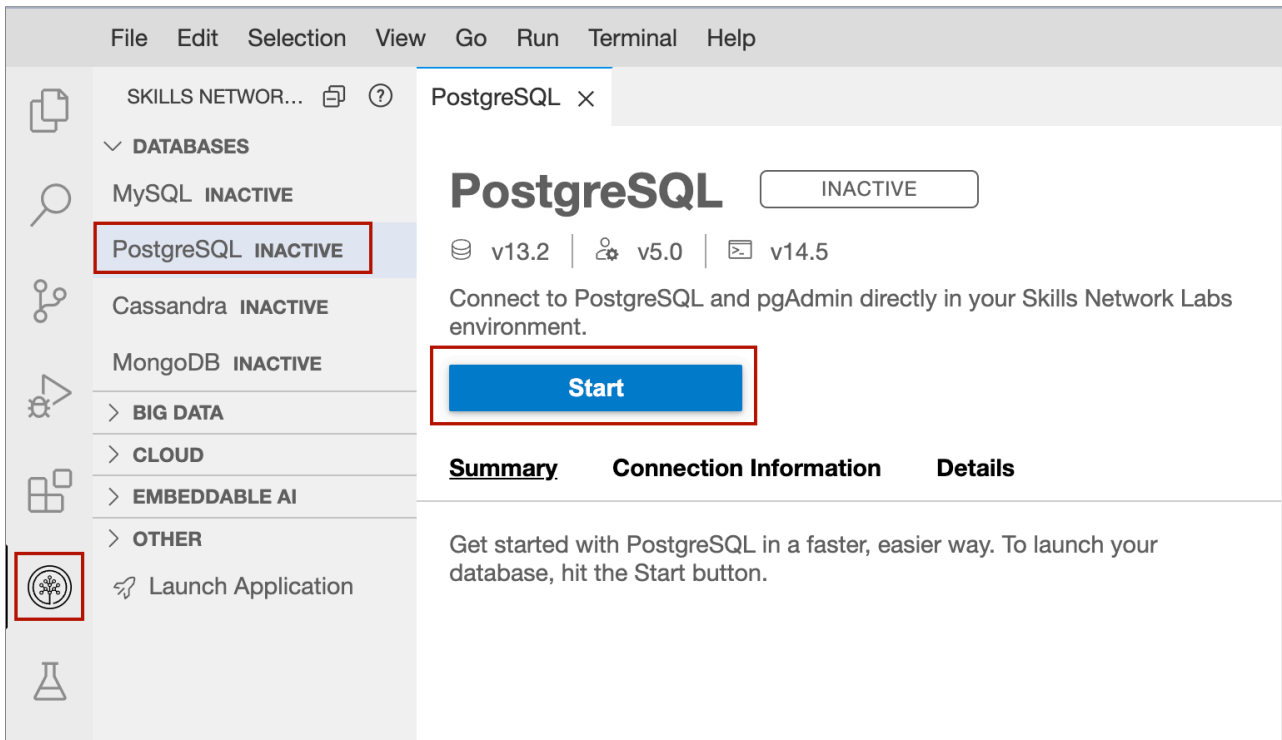 File Edit Selection View Go Run Terminal Help
SKILLS NETWOR...
DATABASES
MySQL INACTIVE
PostgreSQL INACTIVE
Cassandra INACTIVE
MongoDB INACTIVE
BIG DATA
CLOUD
EMBEDDABLE AI
OTHER
Launch Application
PostgreSQL
PostgreSQL INACTIVE
v13.2 v5.0 v14.5
Connect to PostgreSQL and pgAdmin directly in your Skills Network Labs
environment.
Start
Summary Connection Information Details
Get started with PostgreSQL in a faster, easier way. To launch your
database, hit the Start button.